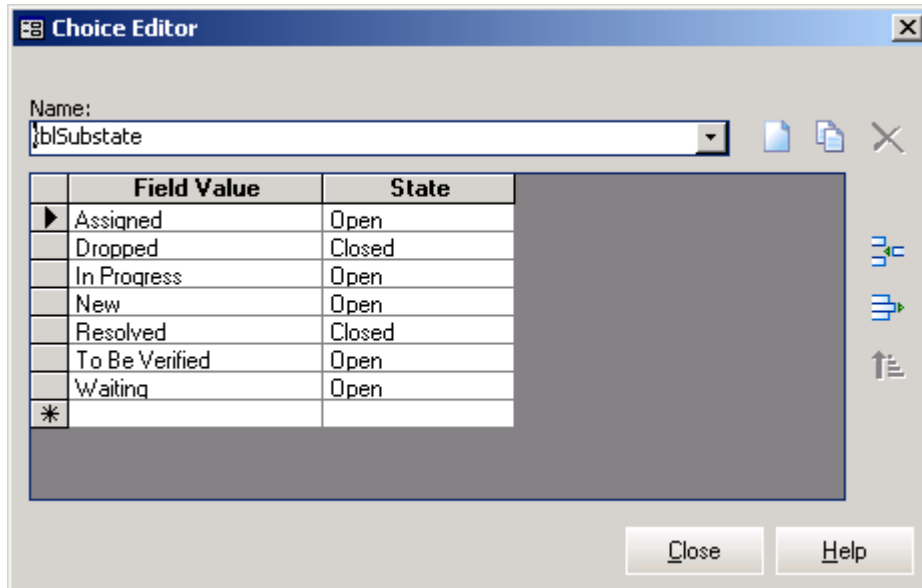 Choice Editor
Name:
tblSubstate
Field Value State
Assigned Open
Dropped Closed
In Progress Open
New Open
Resolved Closed
To Be Verified Open
Waiting Open
Close Help